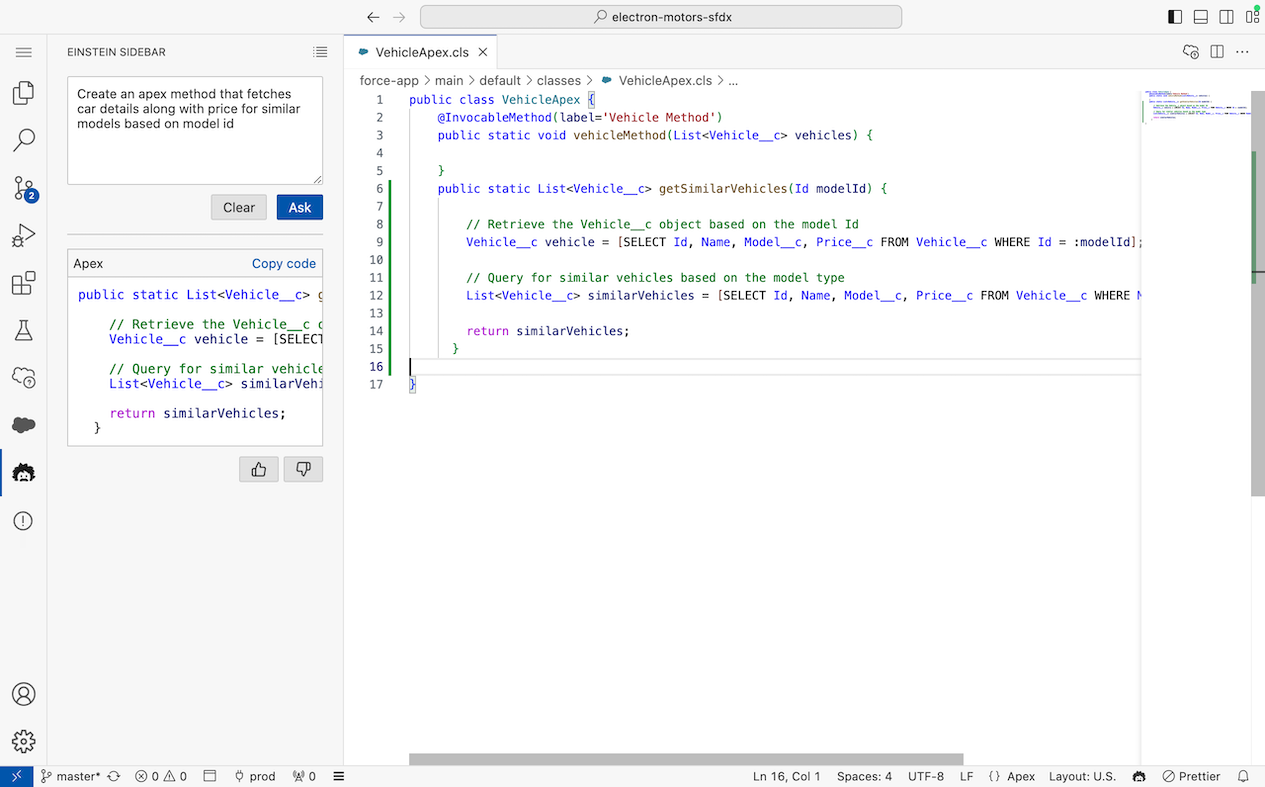 electron-motors-sfdx
EINSTEIN SIDEBAR
Create an apex method that fetches
car details along with price for similar
models based on model id
Clear
Ask
2
Apex
Copy code
public static List<Vehicle__c> g
// Retrieve the Vehicle__c o
Vehicle__c vehicle = [SELECT
// Query for similar vehicle
List<Vehicle__c> similarVehi
return similarVehicles;
}
VehicleApex.cls
force-app > main > default > classes > VehicleApex.cls > ...
1 public class VehicleApex {
2 @InvocableMethod(label='Vehicle Method')
3 public static void vehicleMethod(List<Vehicle__c> vehicles) {
4
5 }
6 public static List<Vehicle__c> getSimilarVehicles(Id modelId) {
7
8 // Retrieve the Vehicle__c object based on the model Id
9 Vehicle__c vehicle = [SELECT Id, Name, Model__c, Price__c FROM Vehicle__c WHERE Id = :modelId];
10
11 // Query for similar vehicles based on the model type
12 List<Vehicle__c> similarVehicles = [SELECT Id, Name, Model__c, Price__c FROM Vehicle__c WHERE M
13
14 return similarVehicles;
15 }
16
17 }
master* 0 0 prod 0 Ln 16, Col 1 Spaces: 4 UTF-8 LF {} Apex Layout: U.S. Prettier